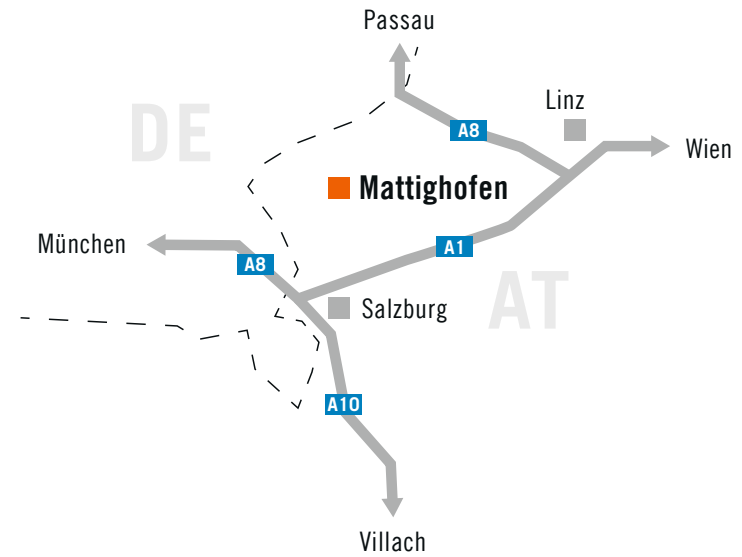 Passau
DE
Linz
A8
Wien
Mattighofen
München
A8
A1
AT
Salzburg
A10
Villach